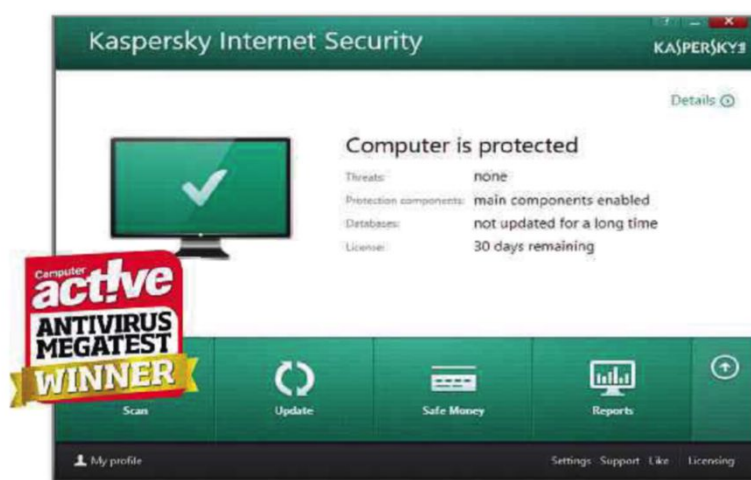 Kaspersky Internet Security
? _ X
KASPERSKY
Details
Computer is protected
Threats: none
Protection components: main components enabled
Databases: not updated for a long time
License: 30 days remaining
Computer
act!ve
ANTIVIRUS
MEGATEST
WINNER
Scan Update Safe Money Reports
My profile Settings Support Like Licensing